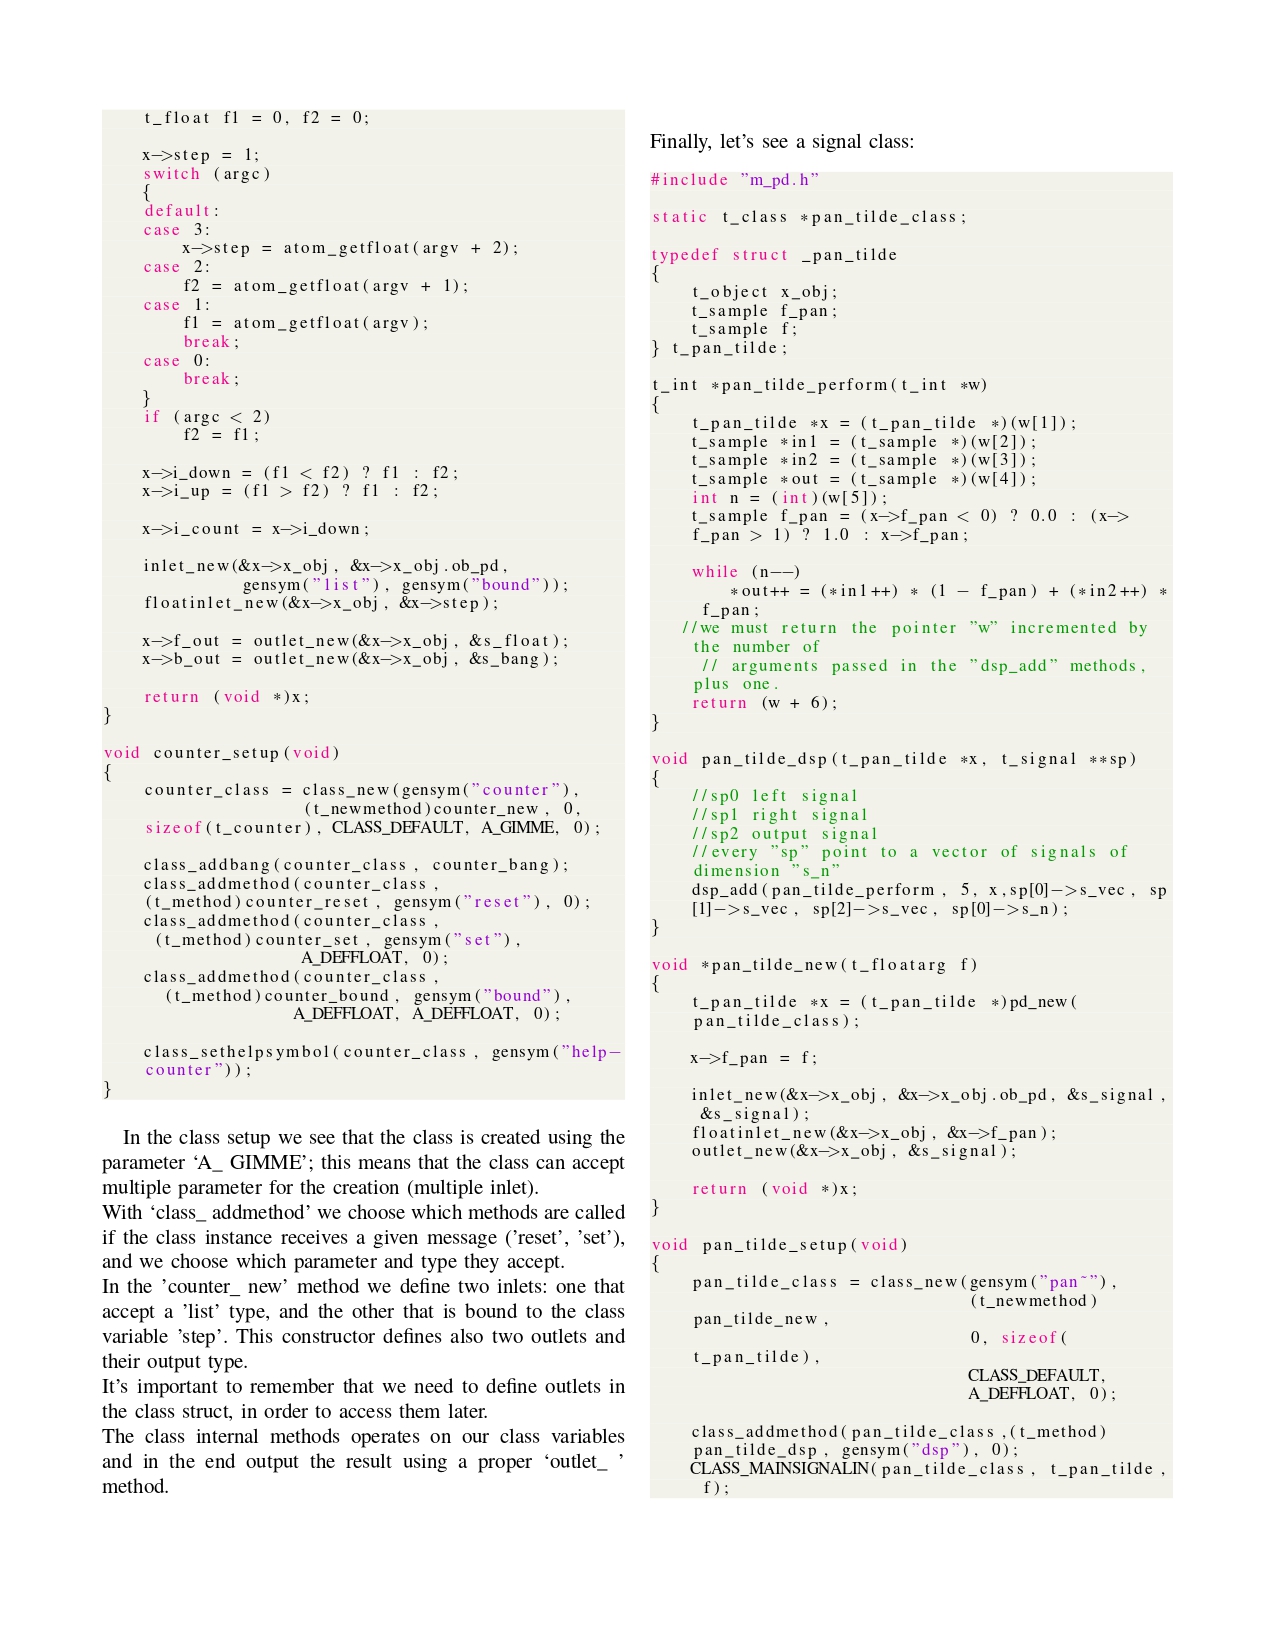 t_float f1 = 0, f2 = 0;
x->step = 1;
switch (argc)
{
default:
case 3:
x->step = atom_getfloat(argv + 2);
case 2:
f2 = atom_getfloat(argv + 1);
case 1:
f1 = atom_getfloat(argv);
break;
case 0:
break;
}
if (argc < 2)
f2 = f1;
x->i_down = (f1 < f2) ? f1 : f2;
x->i_up = (f1 > f2) ? f1 : f2;
x->i_count = x->i_down;
inlet_new(&x->x_obj, &x->x_obj.ob_pd,
gensym("list"), gensym("bound"));
floatinlet_new(&x->x_obj, &x->step);
x->f_out = outlet_new(&x->x_obj, &s_float);
x->b_out = outlet_new(&x->x_obj, &s_bang);
return (void *)x;
}
void counter_setup(void)
{
counter_class = class_new(gensym("counter"),
(t_newmethod)counter_new, 0,
sizeof(t_counter), CLASS_DEFAULT, A_GIMME, 0);
class_addbang(counter_class, counter_bang);
class_addmethod(counter_class,
(t_method)counter_reset, gensym("reset"), 0);
class_addmethod(counter_class,
(t_method)counter_set, gensym("set"),
A_DEFFLOAT, 0);
class_addmethod(counter_class,
(t_method)counter_bound, gensym("bound"),
A_DEFFLOAT, A_DEFFLOAT, 0);
class_sethelpsymbol(counter_class, gensym("help-
counter"));
}
In the class setup we see that the class is created using the
parameter ‘A_ GIMME’; this means that the class can accept
multiple parameter for the creation (multiple inlet).
With ‘class_ addmethod’ we choose which methods are called
if the class instance receives a given message (’reset’, ’set’),
and we choose which parameter and type they accept.
In the ’counter_ new’ method we define two inlets: one that
accept a ’list’ type, and the other that is bound to the class
variable ’step’. This constructor defines also two outlets and
their output type.
It’s important to remember that we need to define outlets in
the class struct, in order to access them later.
The class internal methods operates on our class variables
and in the end output the result using a proper ‘outlet_ ’
method.
Finally, let’s see a signal class:
#include "m_pd.h"
static t_class *pan_tilde_class;
typedef struct _pan_tilde
{
t_object x_obj;
t_sample f_pan;
t_sample f;
} t_pan_tilde;
t_int *pan_tilde_perform(t_int *w)
{
t_pan_tilde *x = (t_pan_tilde *)(w[1]);
t_sample *in1 = (t_sample *)(w[2]);
t_sample *in2 = (t_sample *)(w[3]);
t_sample *out = (t_sample *)(w[4]);
int n = (int)(w[5]);
t_sample f_pan = (x->f_pan < 0) ? 0.0 : (x->
f_pan > 1) ? 1.0 : x->f_pan;
while (n--)
*out++ = (*in1++) * (1 - f_pan) + (*in2++) *
f_pan;
//we must return the pointer "w" incremented by
the number of
// arguments passed in the "dsp_add" methods,
plus one.
return (w + 6);
}
void pan_tilde_dsp(t_pan_tilde *x, t_signal **sp)
{
//sp0 left signal
//sp1 right signal
//sp2 output signal
//every "sp" point to a vector of signals of
dimension "s_n"
dsp_add(pan_tilde_perform, 5, x,sp[0]->s_vec, sp
[1]->s_vec, sp[2]->s_vec, sp[0]->s_n);
}
void *pan_tilde_new(t_floatarg f)
{
t_pan_tilde *x = (t_pan_tilde *)pd_new(
pan_tilde_class);
x->f_pan = f;
inlet_new(&x->x_obj, &x->x_obj.ob_pd, &s_signal,
&s_signal);
floatinlet_new(&x->x_obj, &x->f_pan);
outlet_new(&x->x_obj, &s_signal);
return (void *)x;
}
void pan_tilde_setup(void)
{
pan_tilde_class = class_new(gensym("pan~"),
(t_newmethod)
pan_tilde_new,
0, sizeof(
t_pan_tilde),
CLASS_DEFAULT,
A_DEFFLOAT, 0);
class_addmethod(pan_tilde_class,(t_method)
pan_tilde_dsp, gensym("dsp"), 0);
CLASS_MAINSIGNALIN(pan_tilde_class, t_pan_tilde,
f);